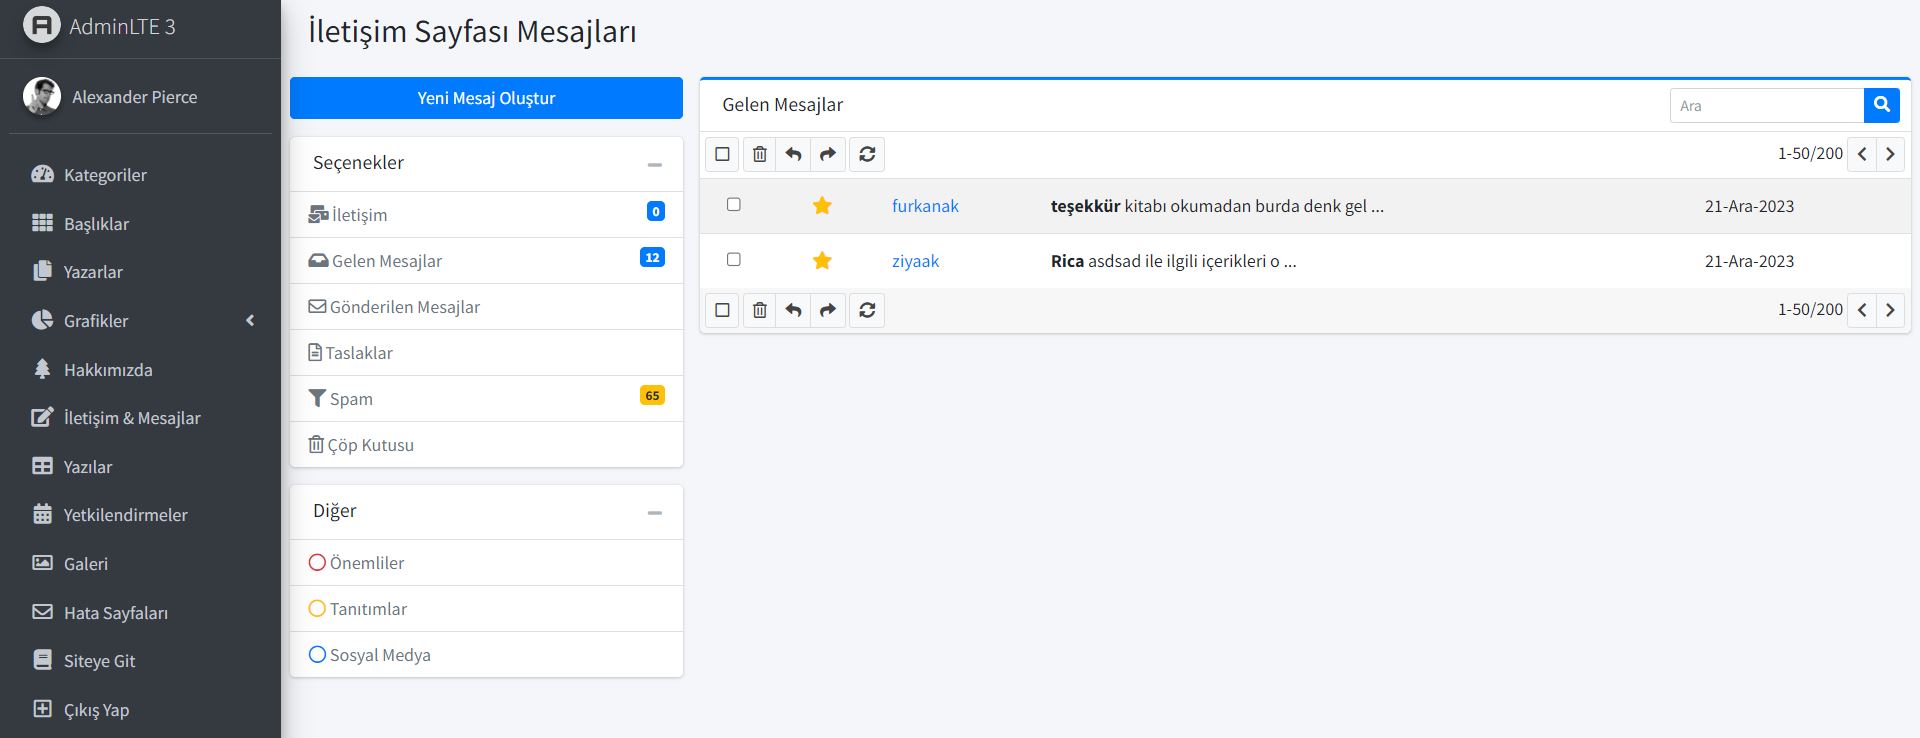 AdminLTE 3
Alexander Pierce
Kategoriler
Başlıklar
Yazarlar
Grafikler
Hakkımızda
İletişim & Mesajlar
Yazılar
Yetkilendirmeler
Galeri
Hata Sayfaları
Siteye Git
Çıkış Yap
İletişim Sayfası Mesajları
Yeni Mesaj Oluştur
Seçenekler
İletişim 0
Gelen Mesajlar 12
Gönderilen Mesajlar
Taslaklar
Spam 65
Çöp Kutusu
Diğer
Önemliler
Tanıtımlar
Sosyal Medya
Gelen Mesajlar Ara
1-50/200
furkanak teşekkür kitabı okumadan burda denk gel ... 21-Ara-2023
ziyaak Rica asdsad ile ilgili içerikleri o ... 21-Ara-2023
1-50/200